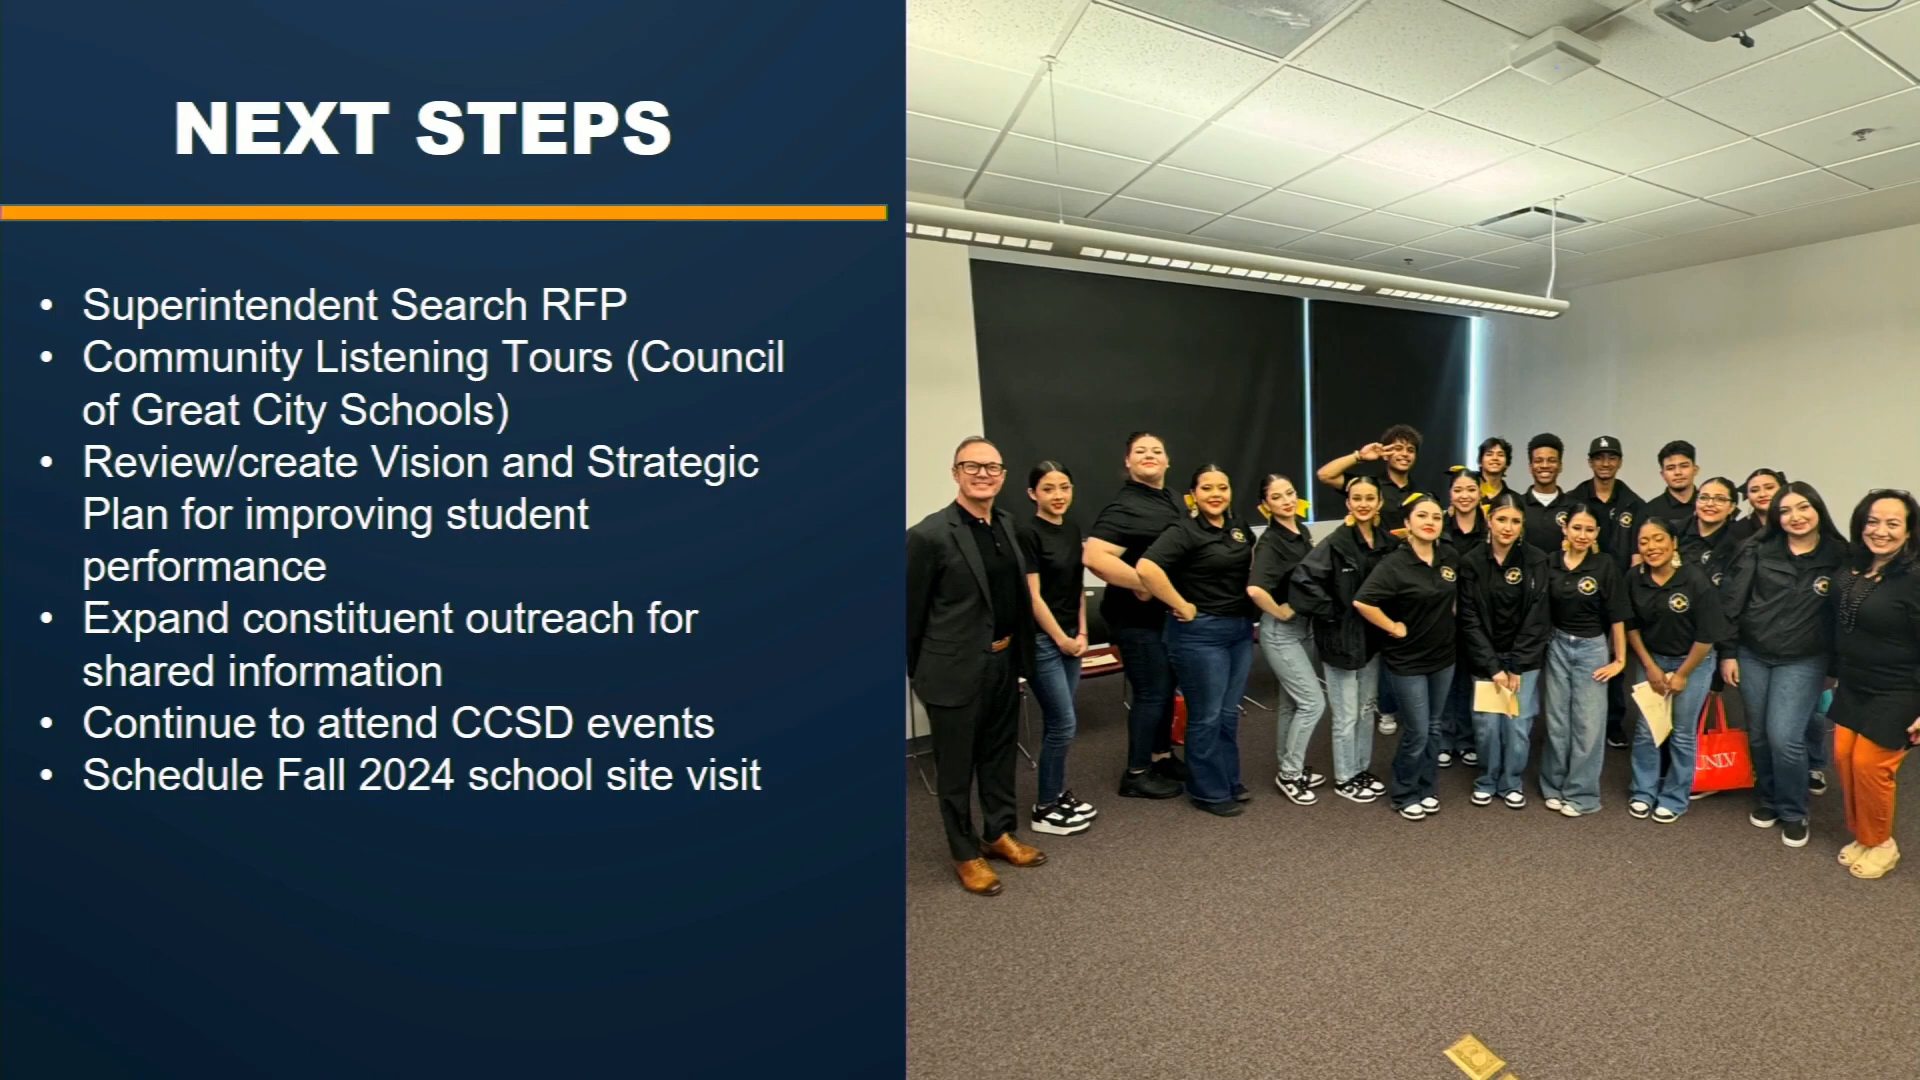 NEXT STEPS
• Superintendent Search RFP
• Community Listening Tours (Council
of Great City Schools)
• Review/create Vision and Strategic
Plan for improving student
performance
• Expand constituent outreach for
shared information
• Continue to attend CCSD events
• Schedule Fall 2024 school site visit
UNLV